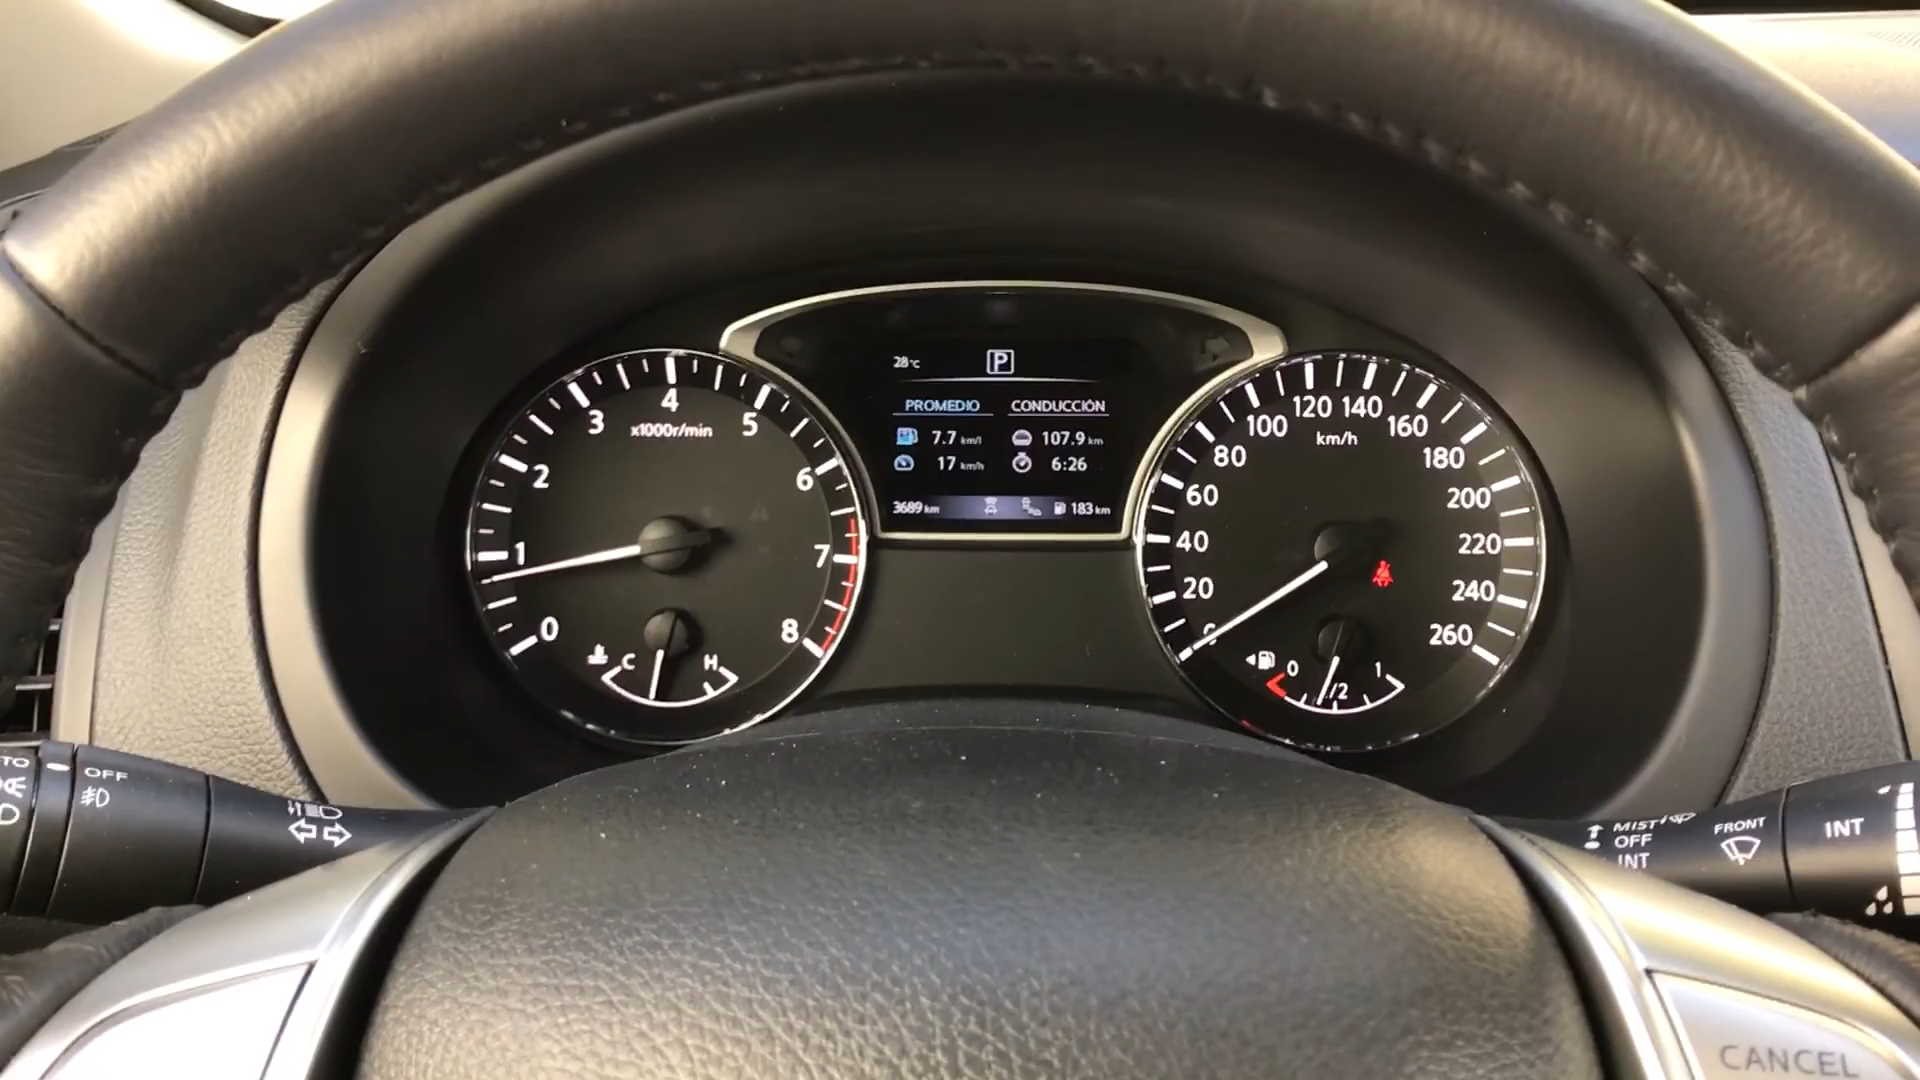 28°C P
PROMEDIO CONDUCCIÓN
7.7 km/l 107.9 km
17 km/h 6:26
3689 km 183 km
0 1 2 3 4 5 6 7 8
x1000r/min
C H
0 20 40 60 80 100 120 140 160 180 200 220 240 260
km/h
0 1/2 1
OFF
MIST
OFF
INT
FRONT
INT
CANCEL